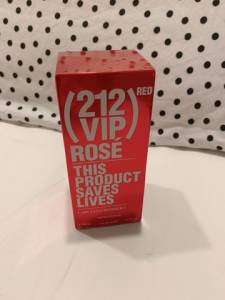 (212)RED
VIP
ROSÉ
THIS
PRODUCT
SAVES
LIVES